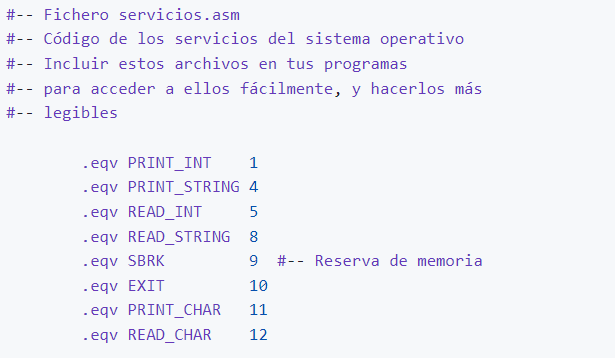 #-- Fichero servicios.asm
#-- Código de los servicios del sistema operativo
#-- Incluir estos archivos en tus programas
#-- para acceder a ellos fácilmente, y hacerlos más
#-- legibles
.eqv PRINT_INT    1
.eqv PRINT_STRING 4
.eqv READ_INT     5
.eqv READ_STRING  8
.eqv SBRK         9  #-- Reserva de memoria
.eqv EXIT         10
.eqv PRINT_CHAR   11
.eqv READ_CHAR    12